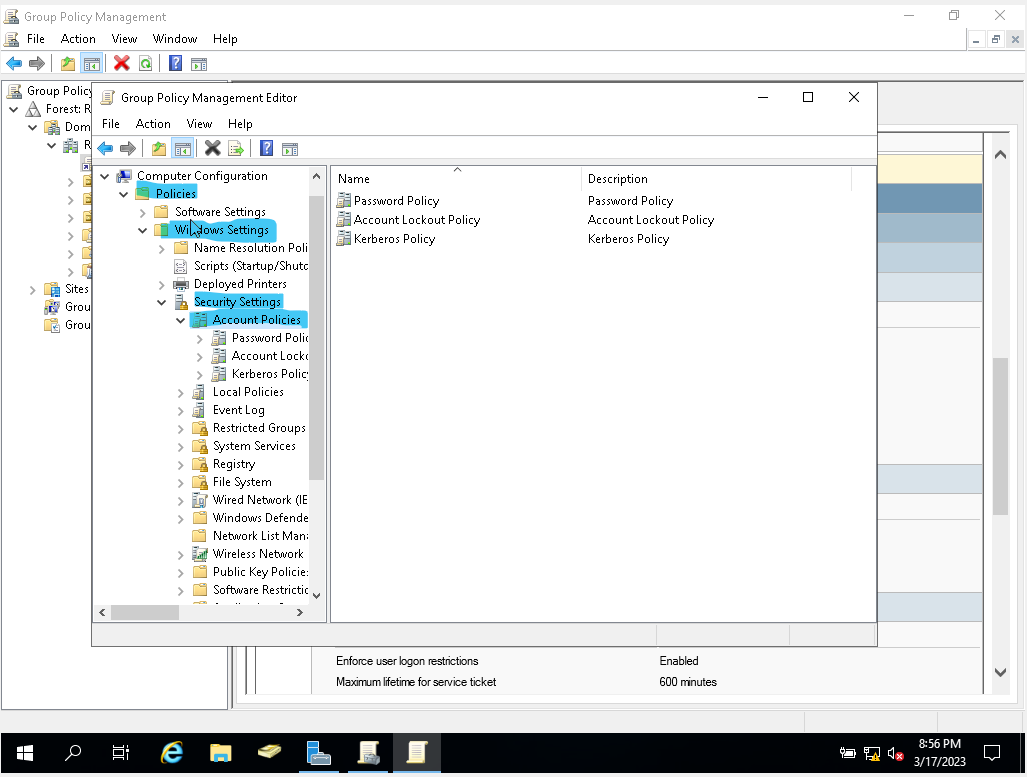 Group Policy Management
File Action View Window Help
Group Policy
Forest: R
Dom
R
Sites
Grou
Grou
Group Policy Management Editor
File Action View Help
Computer Configuration
Policies
Software Settings
Windows Settings
Name Resolution Poli
Scripts (Startup/Shutd
Deployed Printers
Security Settings
Account Policies
Password Polic
Account Locko
Kerberos Policy
Local Policies
Event Log
Restricted Groups
System Services
Registry
File System
Wired Network (IE
Windows Defende
Network List Mana
Wireless Network
Public Key Policies
Software Restrictio
Name Description
Password Policy Password Policy
Account Lockout Policy Account Lockout Policy
Kerberos Policy Kerberos Policy
Enforce user logon restrictions Enabled
Maximum lifetime for service ticket 600 minutes
8:56 PM
3/17/2023